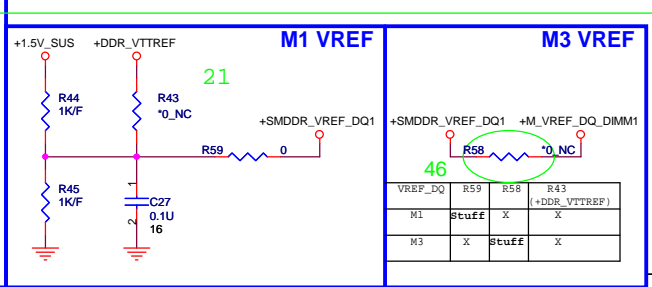 M1 VREF
+1.5V_SUS
+DDR_VTTREF
21
R44
1K/F
R43
*0_NC
+SMDDR_VREF_DQ1
R59
0
R45
1K/F
1
C27
0.1U
2
16
M3 VREF
+SMDDR_VREF_DQ1
+M_VREF_DQ_DIMM1
R58
*0_NC
46
VREF_DQ R59 R58 R43
(+DDR_VTTREF)
M1 Stuff X X
M3 X Stuff X